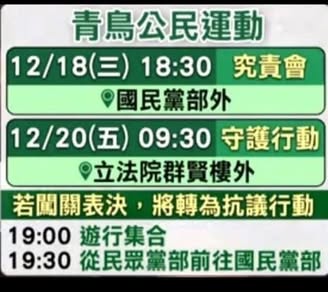 青鳥公民運動
12/18(三) 18:30 究責會
國民黨部外
12/20(五) 09:30 守護行動
立法院群賢樓外
若闖關表決，將轉為抗議行動
19:00 遊行集合
19:30 從民眾黨部前往國民黨部